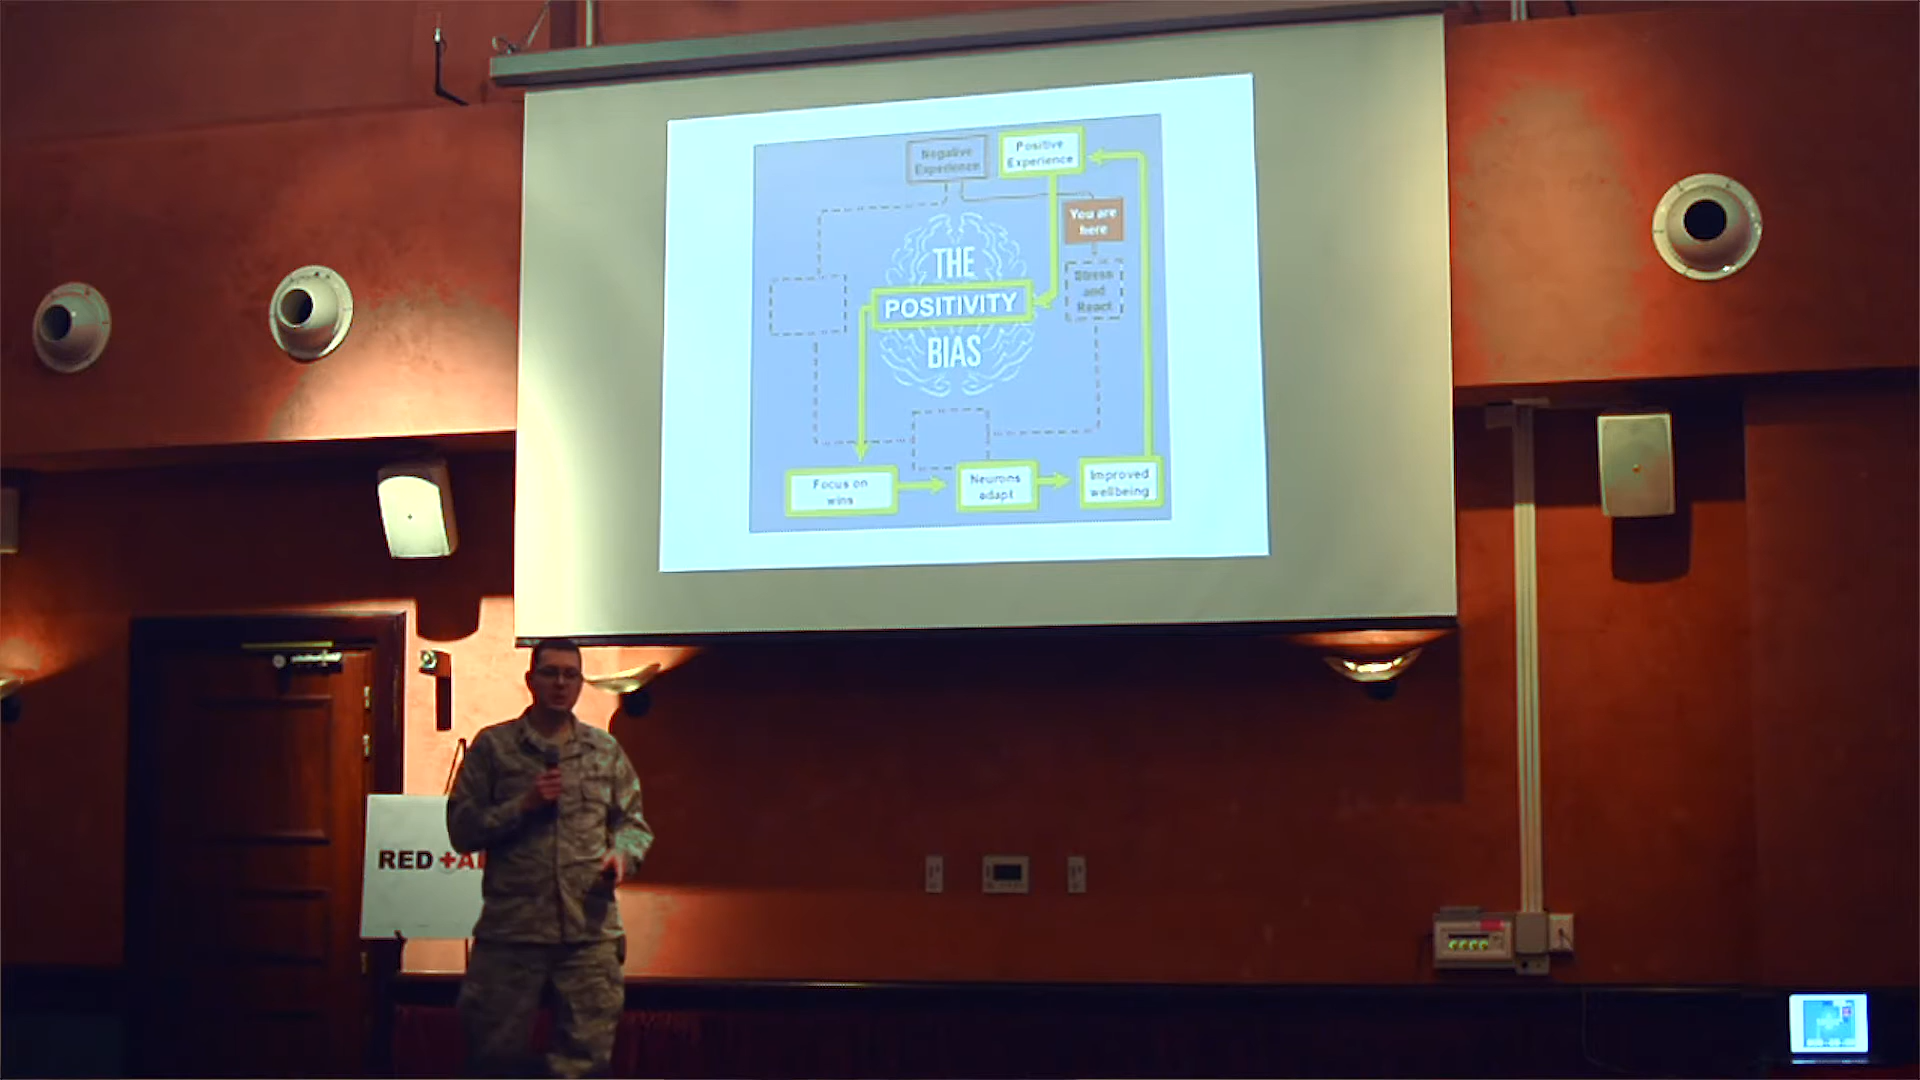 Negative
Experience
Positive
Experience
You are
here
THE
POSITIVITY
BIAS
Stress
and
React
Focus on
wins
Neurons
adapt
Improved
wellbeing
RED